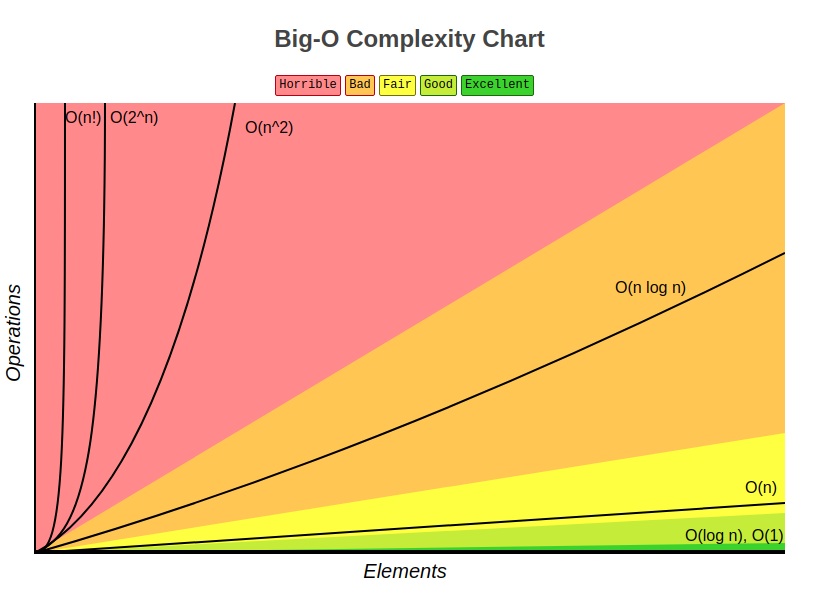 Big-O Complexity Chart
Horrible Bad Fair Good Excellent
O(n!) O(2^n)
O(n^2)
O(n log n)
Operations
O(n)
O(log n), O(1)
Elements